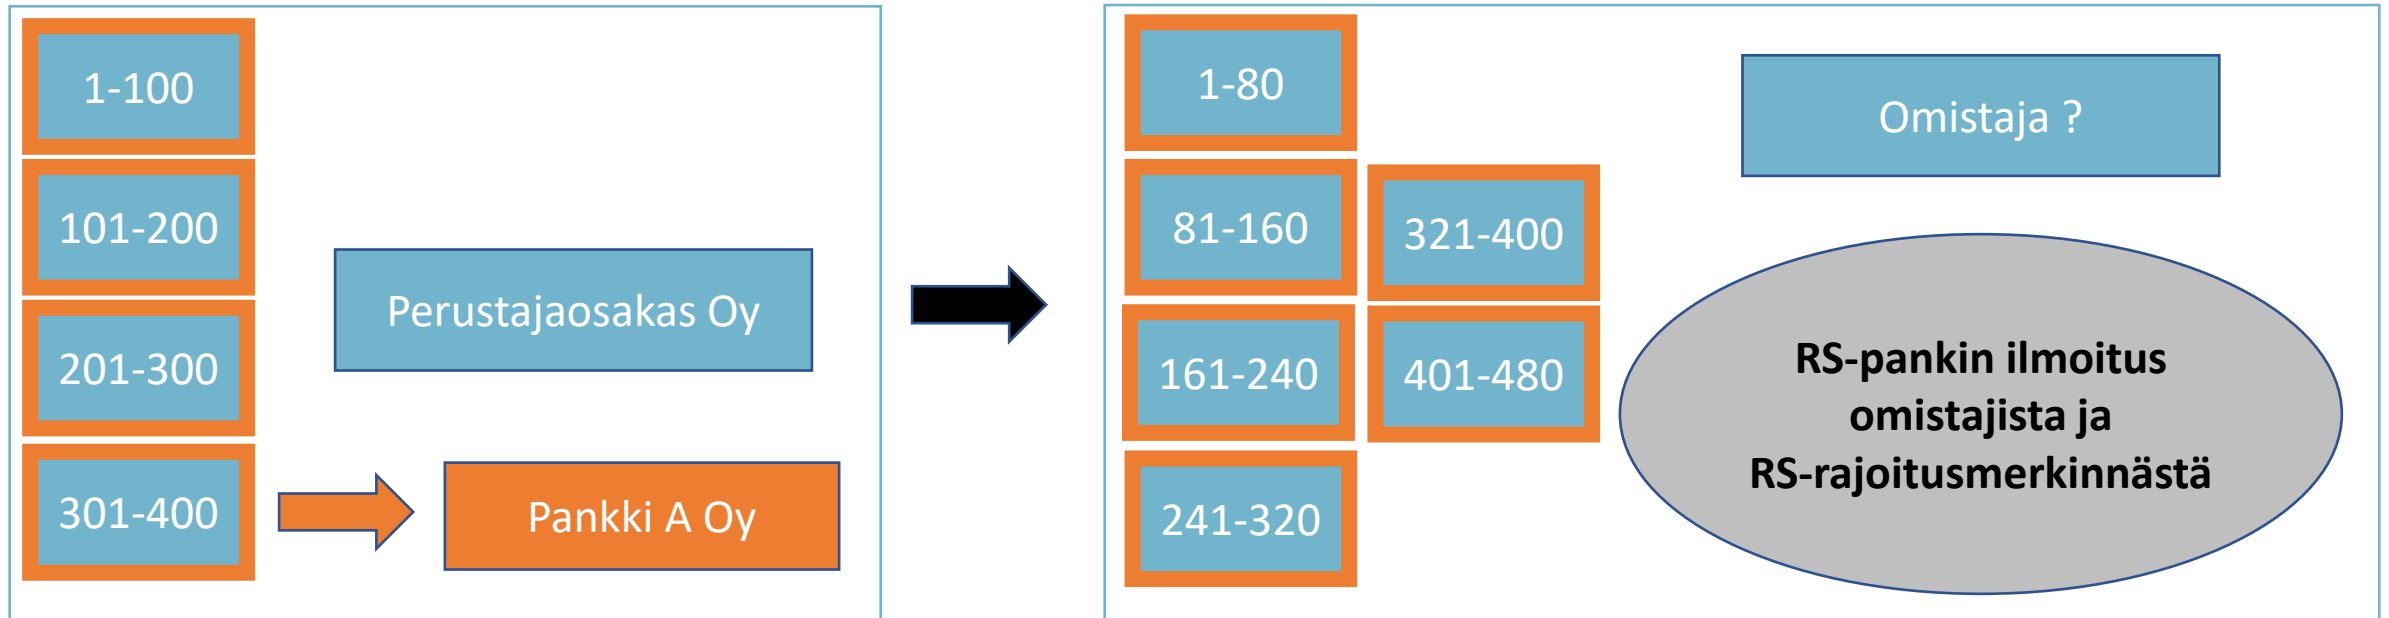 1-100
101-200
201-300
301-400
Perustajaosakas Oy
Pankki A Oy
1-80
81-160
161-240
241-320
321-400
401-480
Omistaja ?
RS-pankin ilmoitus
omistajista ja
RS-rajoitusmerkinnästä